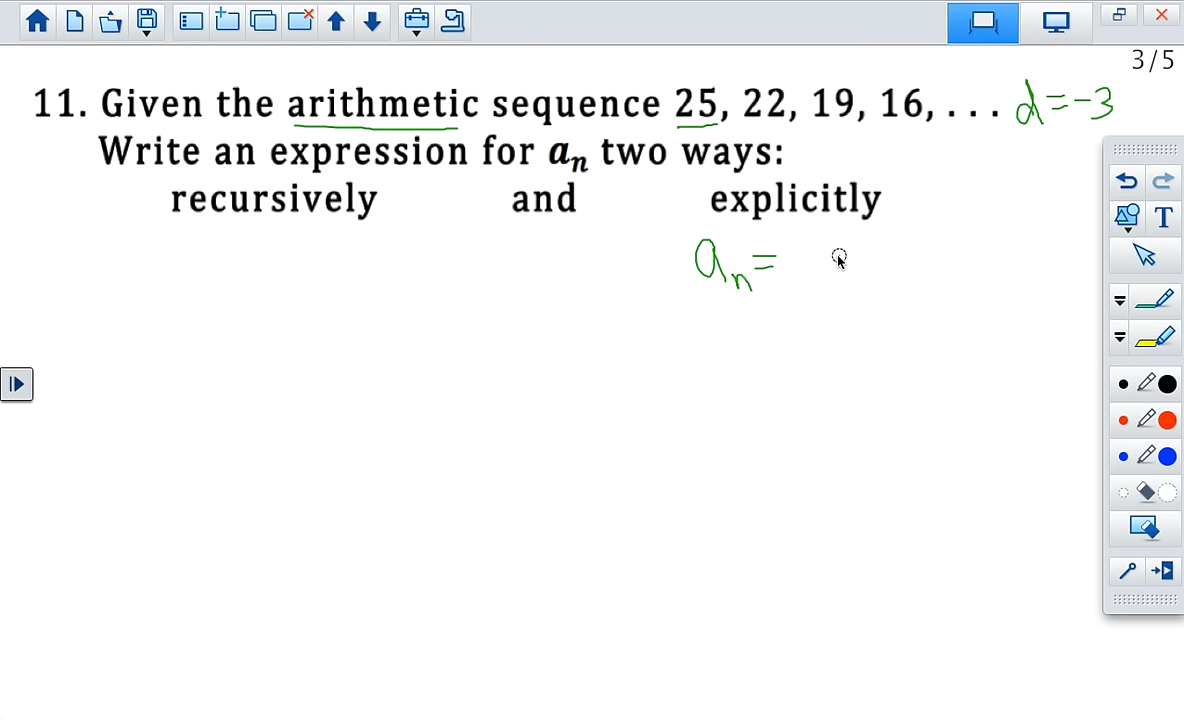 3/5
11. Given the arithmetic sequence 25, 22, 19, 16, . . . d=-3
Write an expression for aₙ two ways:
recursively and explicitly
aₙ=
T